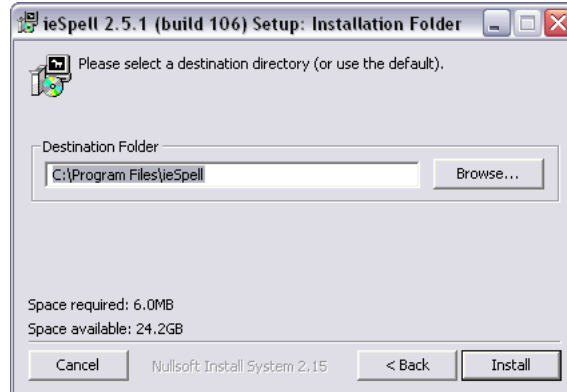 ieSpell 2.5.1 (build 106) Setup: Installation Folder
Please select a destination directory (or use the default).
Destination Folder
C:\Program Files\ieSpell
Browse...
Space required: 6.0MB
Space available: 24.2GB
Cancel
Nullsoft Install System 2.15
< Back
Install